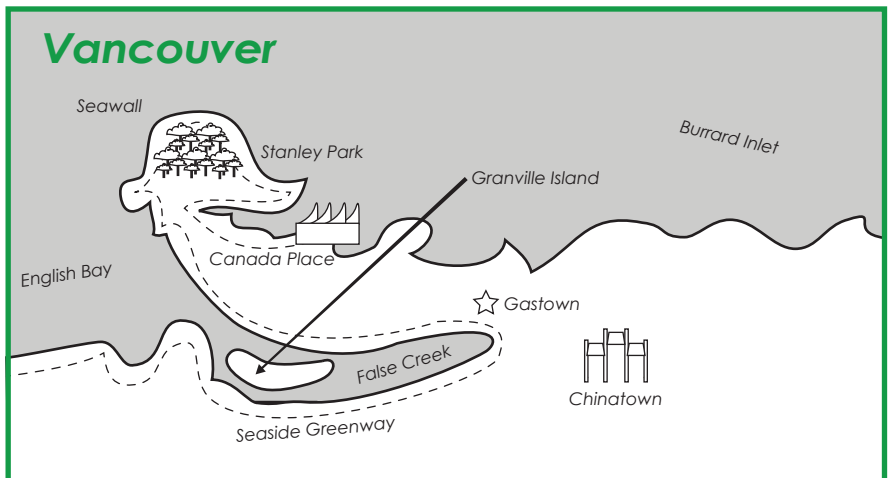 Vancouver
Seawall
Stanley Park
Burrard Inlet
Granville Island
Canada Place
English Bay
Gastown
False Creek
Chinatown
Seaside Greenway